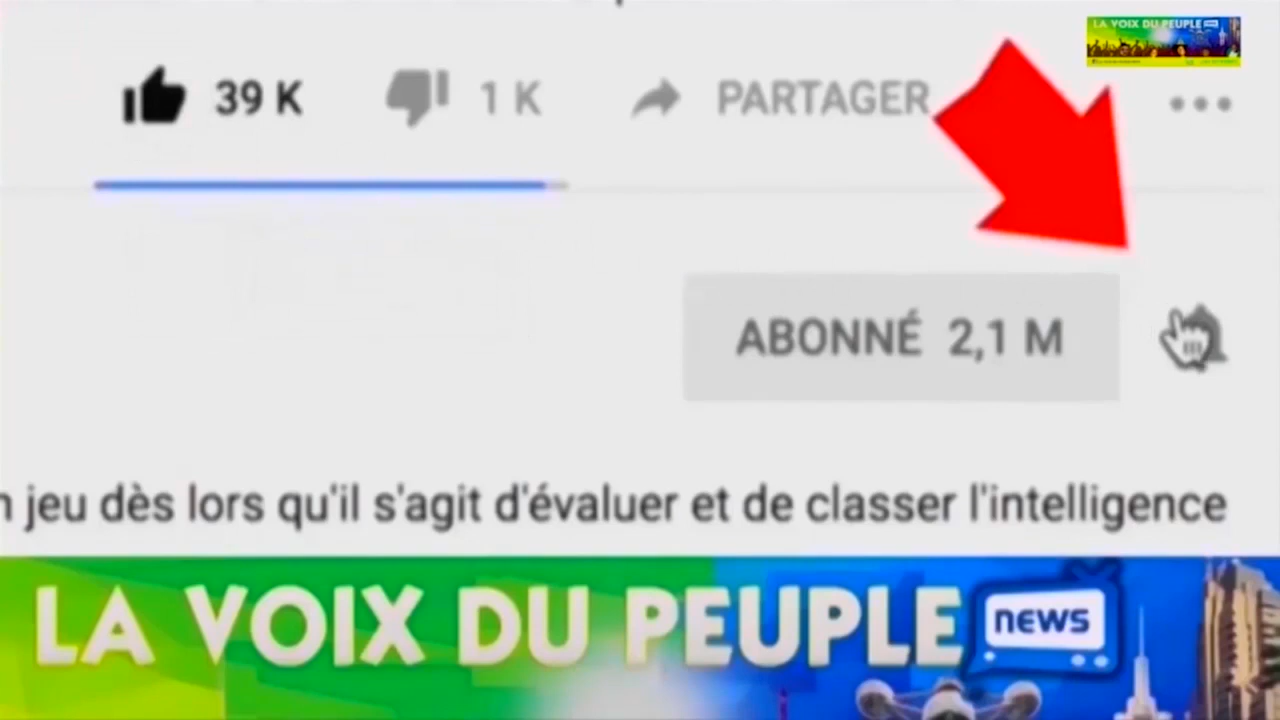 LA VOIX DU PEUPLE
39 K 1 K PARTAGER
ABONNÉ 2,1 M
jeu dès lors qu'il s'agit d'évaluer et de classer l'intelligence
LA VOIX DU PEUPLE NEWS